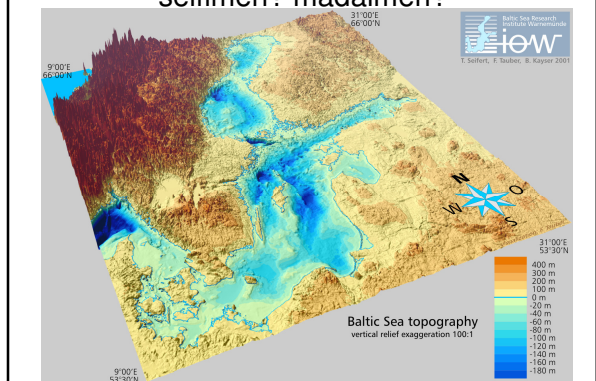 31°00'E
66°00'N
Baltic Sea Research
Institute Warnemünde
iow
T. Seifert, F. Tauber, B. Kayser 2001
9°00'E
66°00'N
N
O
W
S
31°00'E
53°30'N
400 m
300 m
200 m
100 m
0 m
-20 m
-40 m
-60 m
-80 m
-100 m
-120 m
-140 m
-160 m
-180 m
Baltic Sea topography
vertical relief exaggeration 100:1
9°00'E
53°30'N